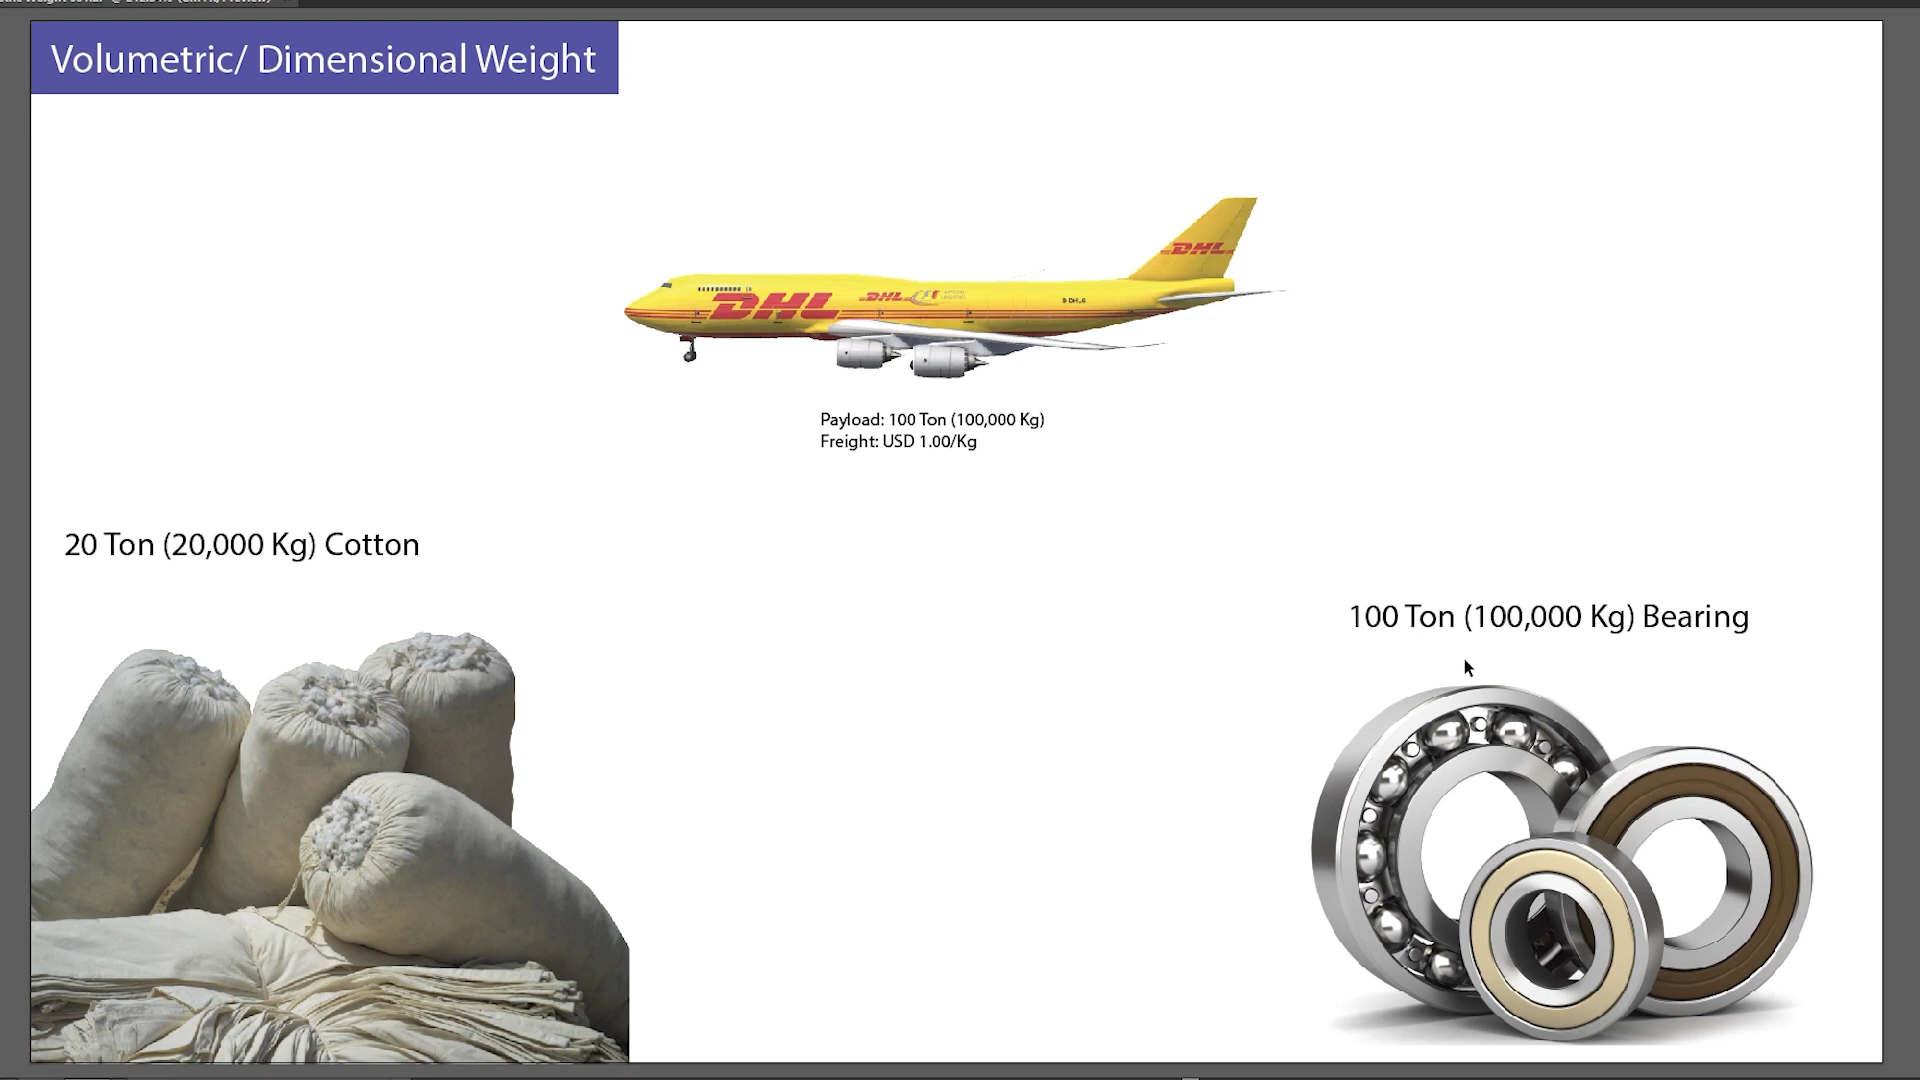 Volumetric/ Dimensional Weight
DHL
DHL
DHL
Payload: 100 Ton (100,000 Kg)
Freight: USD 1.00/Kg
20 Ton (20,000 Kg) Cotton
100 Ton (100,000 Kg) Bearing